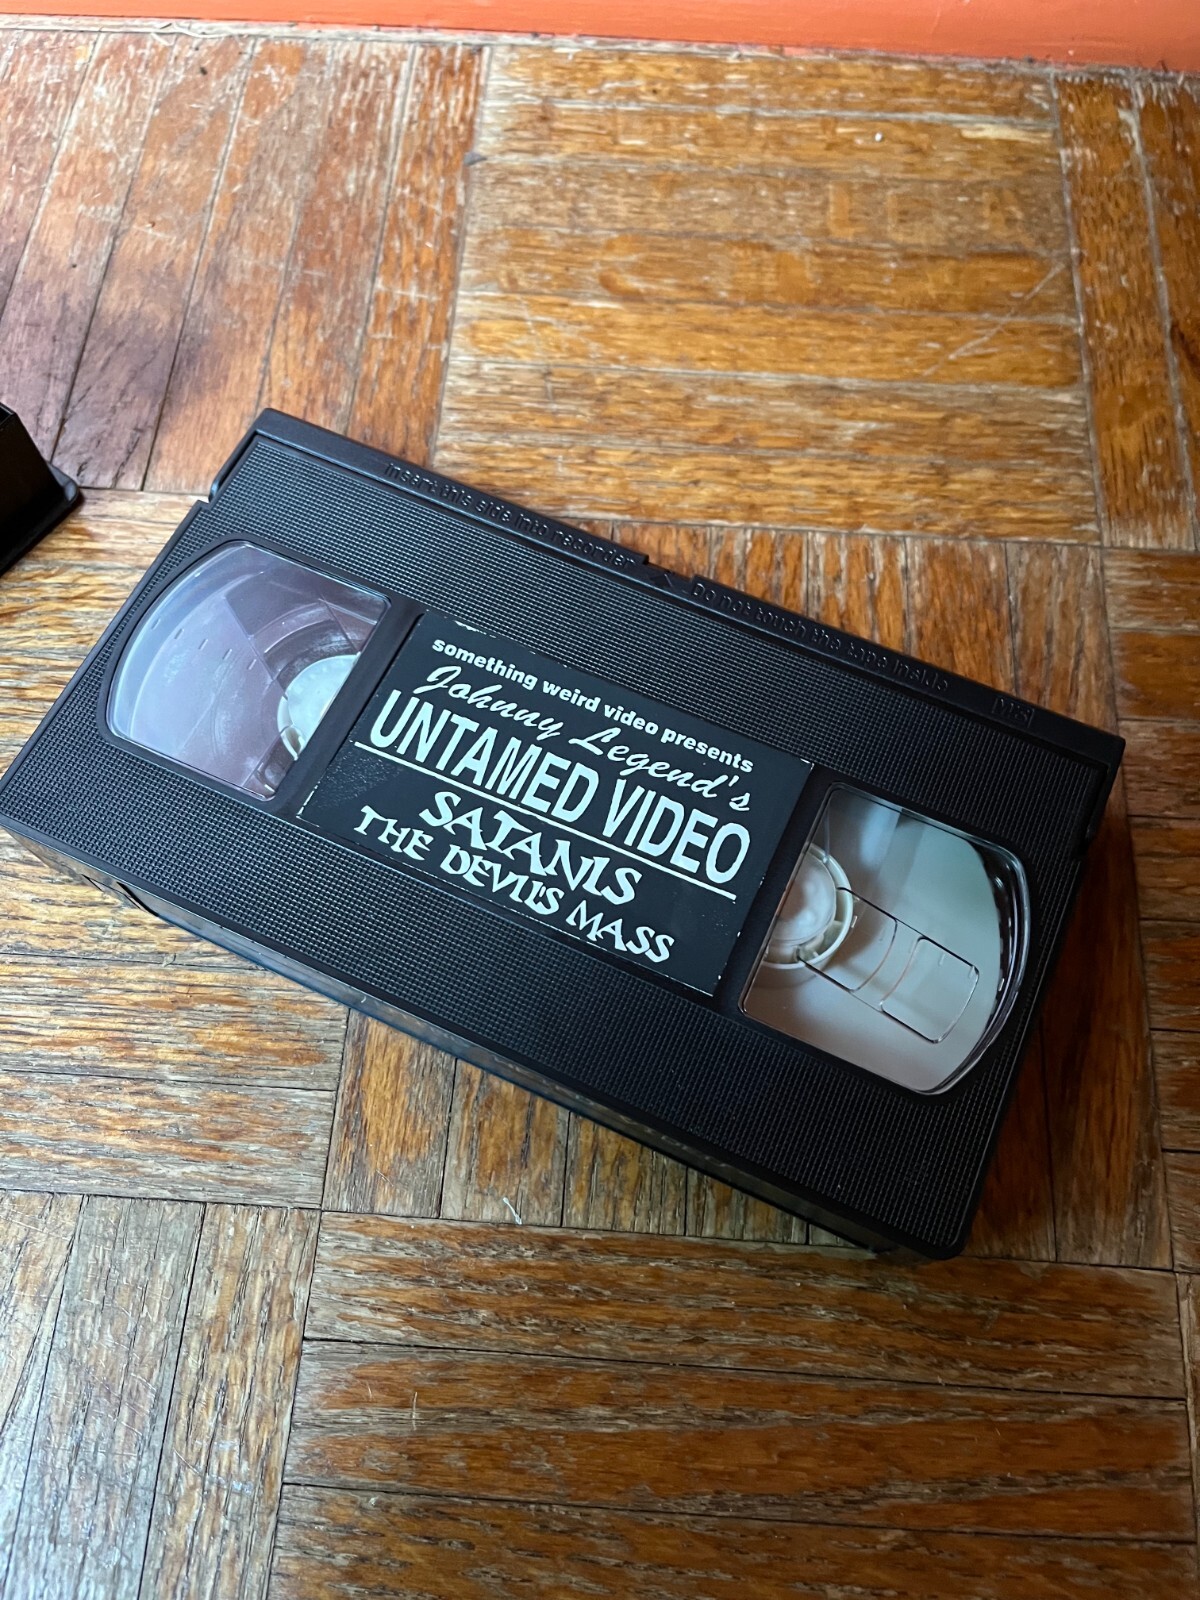 Insert this side into recorder
Do not touch the tape inside
VHS
something weird video presents
Johnny Legend's
UNTAMED VIDEO
SATANIS
THE DEVIL'S MASS